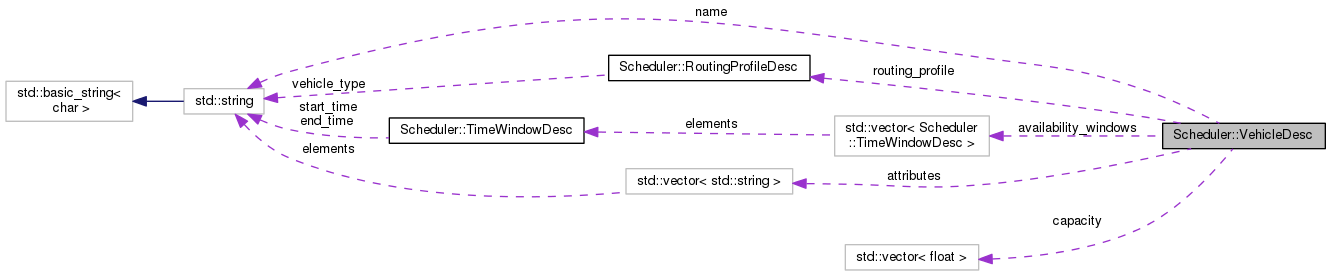 name
Scheduler::RoutingProfileDesc
routing_profile
vehicle_type
std::basic_string<
char >
std::string
start_time
end_time
Scheduler::TimeWindowDesc
elements
std::vector< Scheduler
::TimeWindowDesc >
availability_windows
Scheduler::VehicleDesc
elements
std::vector< std::string >
attributes
capacity
std::vector< float >